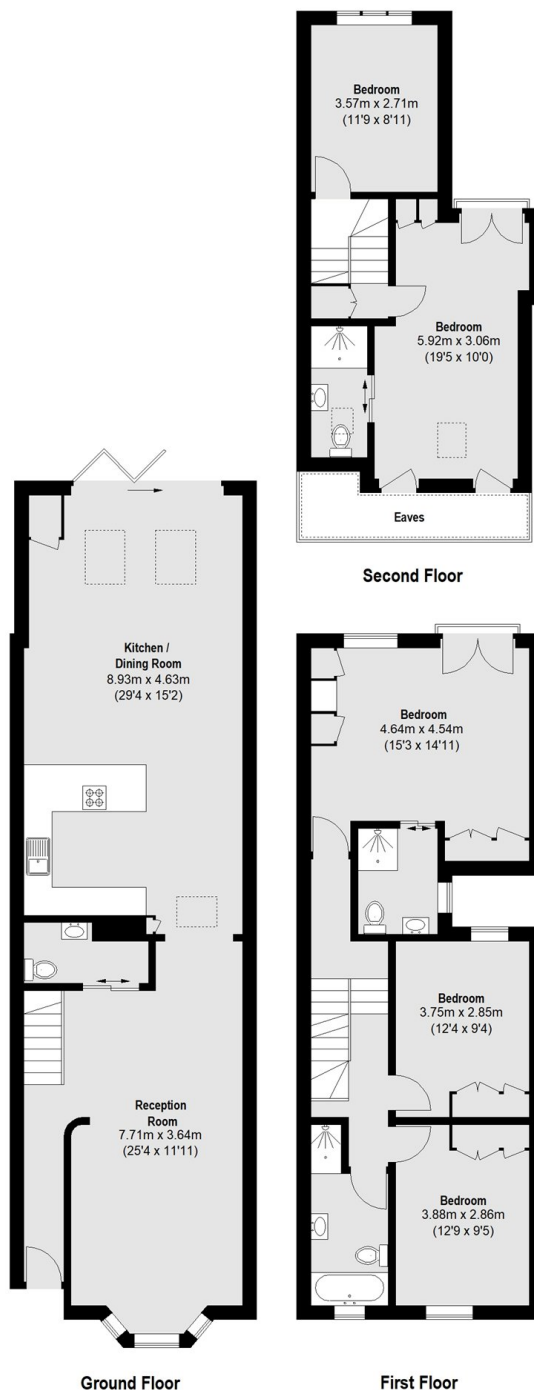 Bedroom
3.57m x 2.71m
(11'9 x 8'11)
Bedroom
5.92m x 3.06m
(19'5 x 10'0)
Eaves
Second Floor
Kitchen /
Dining Room
8.93m x 4.63m
(29'4 x 15'2)
Reception
Room
7.71m x 3.64m
(25'4 x 11'11)
Ground Floor
Bedroom
4.64m x 4.54m
(15'3 x 14'11)
Bedroom
3.75m x 2.85m
(12'4 x 9'4)
Bedroom
3.88m x 2.86m
(12'9 x 9'5)
First Floor